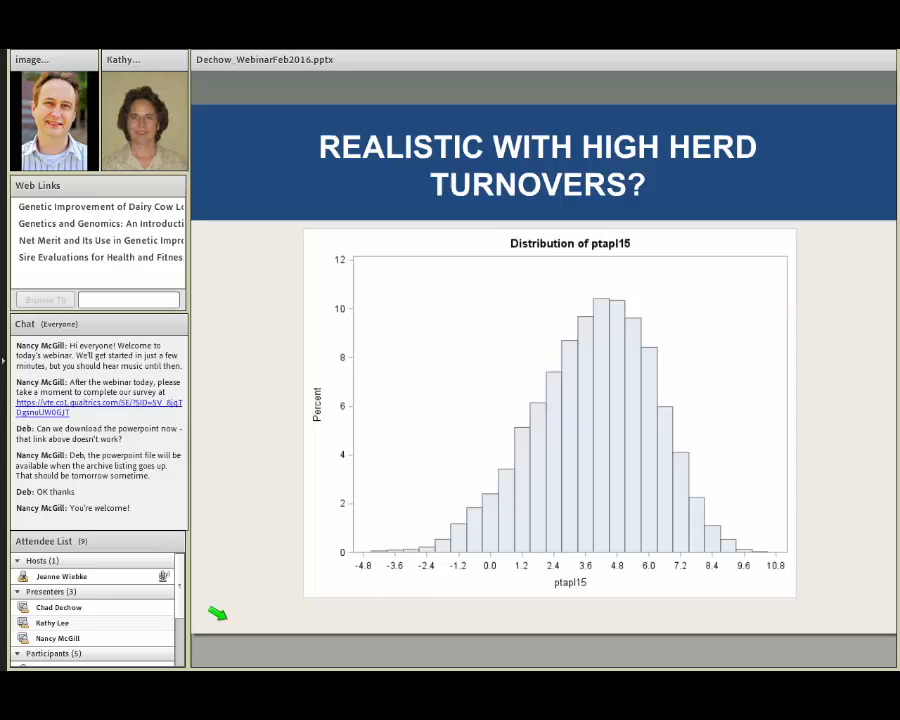 image...
Kathy...
Dechow_WebinarFeb2016.pptx
Web Links
Genetic Improvement of Dairy Cow Lo
Genetics and Genomics: An Introducti
Net Merit and Its Use in Genetic Impro
Sire Evaluations for Health and Fitnes
Browse To
Chat (Everyone)
Nancy McGill: Hi everyone! Welcome to
today's webinar. We'll get started in just a few
minutes, but you should hear music until then.
Nancy McGill: After the webinar today, please
take a moment to complete our survey at
https://vte.co1.qualtrics.com/SE/?SID=SV_8jqT
DgsnuUW0GJT
Deb: Can we download the powerpoint now -
that link above doesn't work?
Nancy McGill: Deb, the powerpoint file will be
available when the archive listing goes up.
That should be tomorrow sometime.
Deb: OK thanks
Nancy McGill: You're welcome!
Attendee List (9)
Hosts (1)
Jeanne Wiebke
Presenters (3)
Chad Dechow
Kathy Lee
Nancy McGill
Participants (5)
REALISTIC WITH HIGH HERD
TURNOVERS?
Distribution of ptapl15
12
10
8
6
4
2
0
Percent
-4.8 -3.6 -2.4 -1.2 0.0 1.2 2.4 3.6 4.8 6.0 7.2 8.4 9.6 10.8
ptapl15